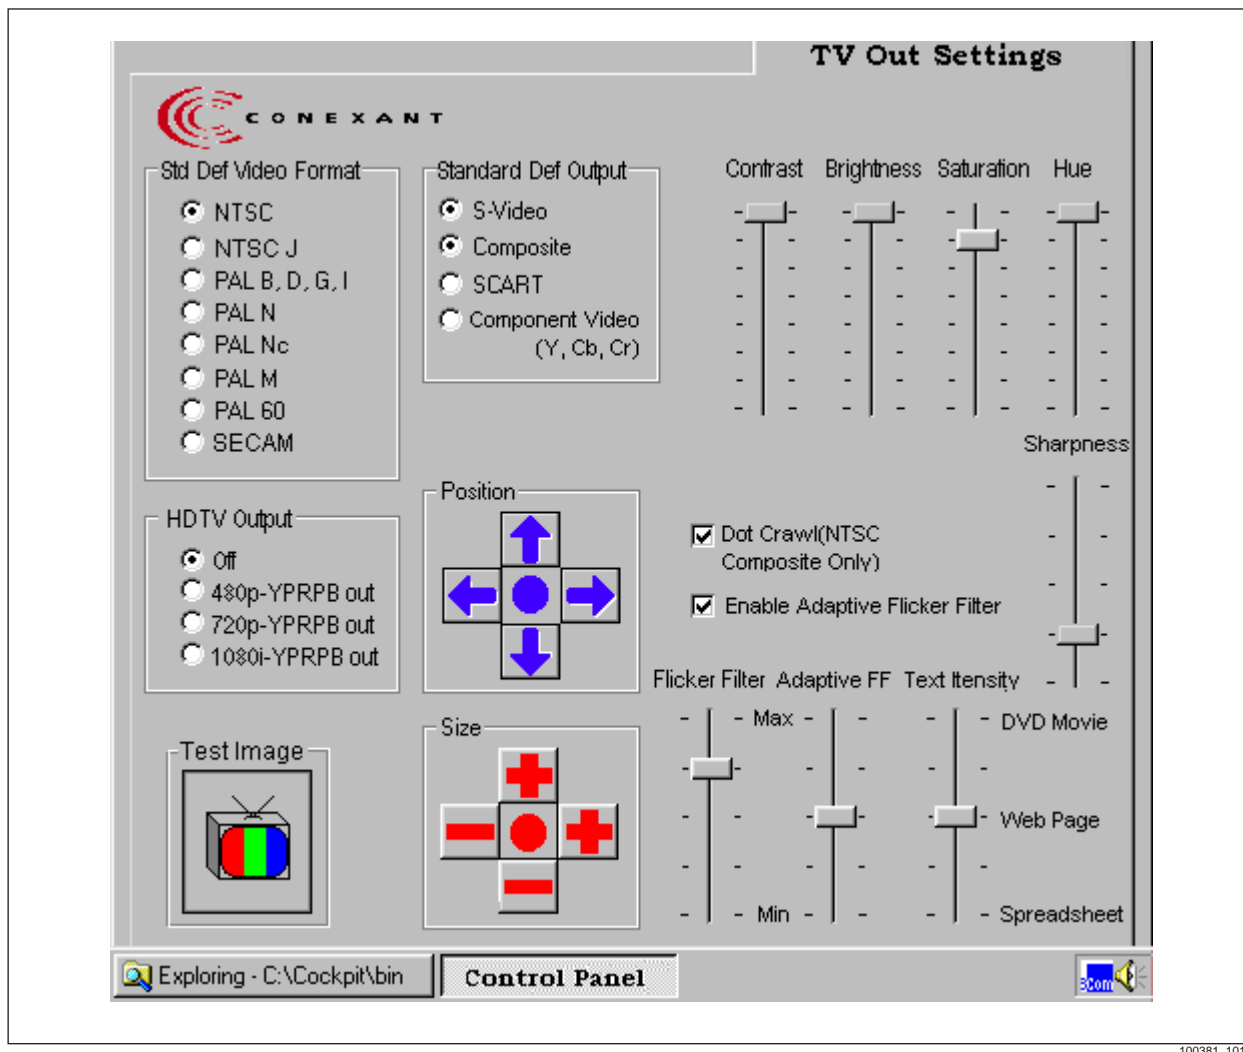 TV Out Settings
CONEXANT
Std Def Video Format
NTSC
NTSC J
PAL B, D, G, I
PAL N
PAL Nc
PAL M
PAL 60
SECAM
Standard Def Output
S-Video
Composite
SCART
Component Video
(Y, Cb, Cr)
Contrast Brightness Saturation Hue
Sharpness
HDTV Output
Off
480p-YPRPB out
720p-YPRPB out
1080i-YPRPB out
Position
Dot Crawl(NTSC
Composite Only)
Enable Adaptive Flicker Filter
Flicker Filter Adaptive FF Text Itensity
Max
DVD Movie
Web Page
Min
Spreadsheet
Test Image
Size
Exploring - C:\Cockpit\bin
Control Panel
3Com
100381_101